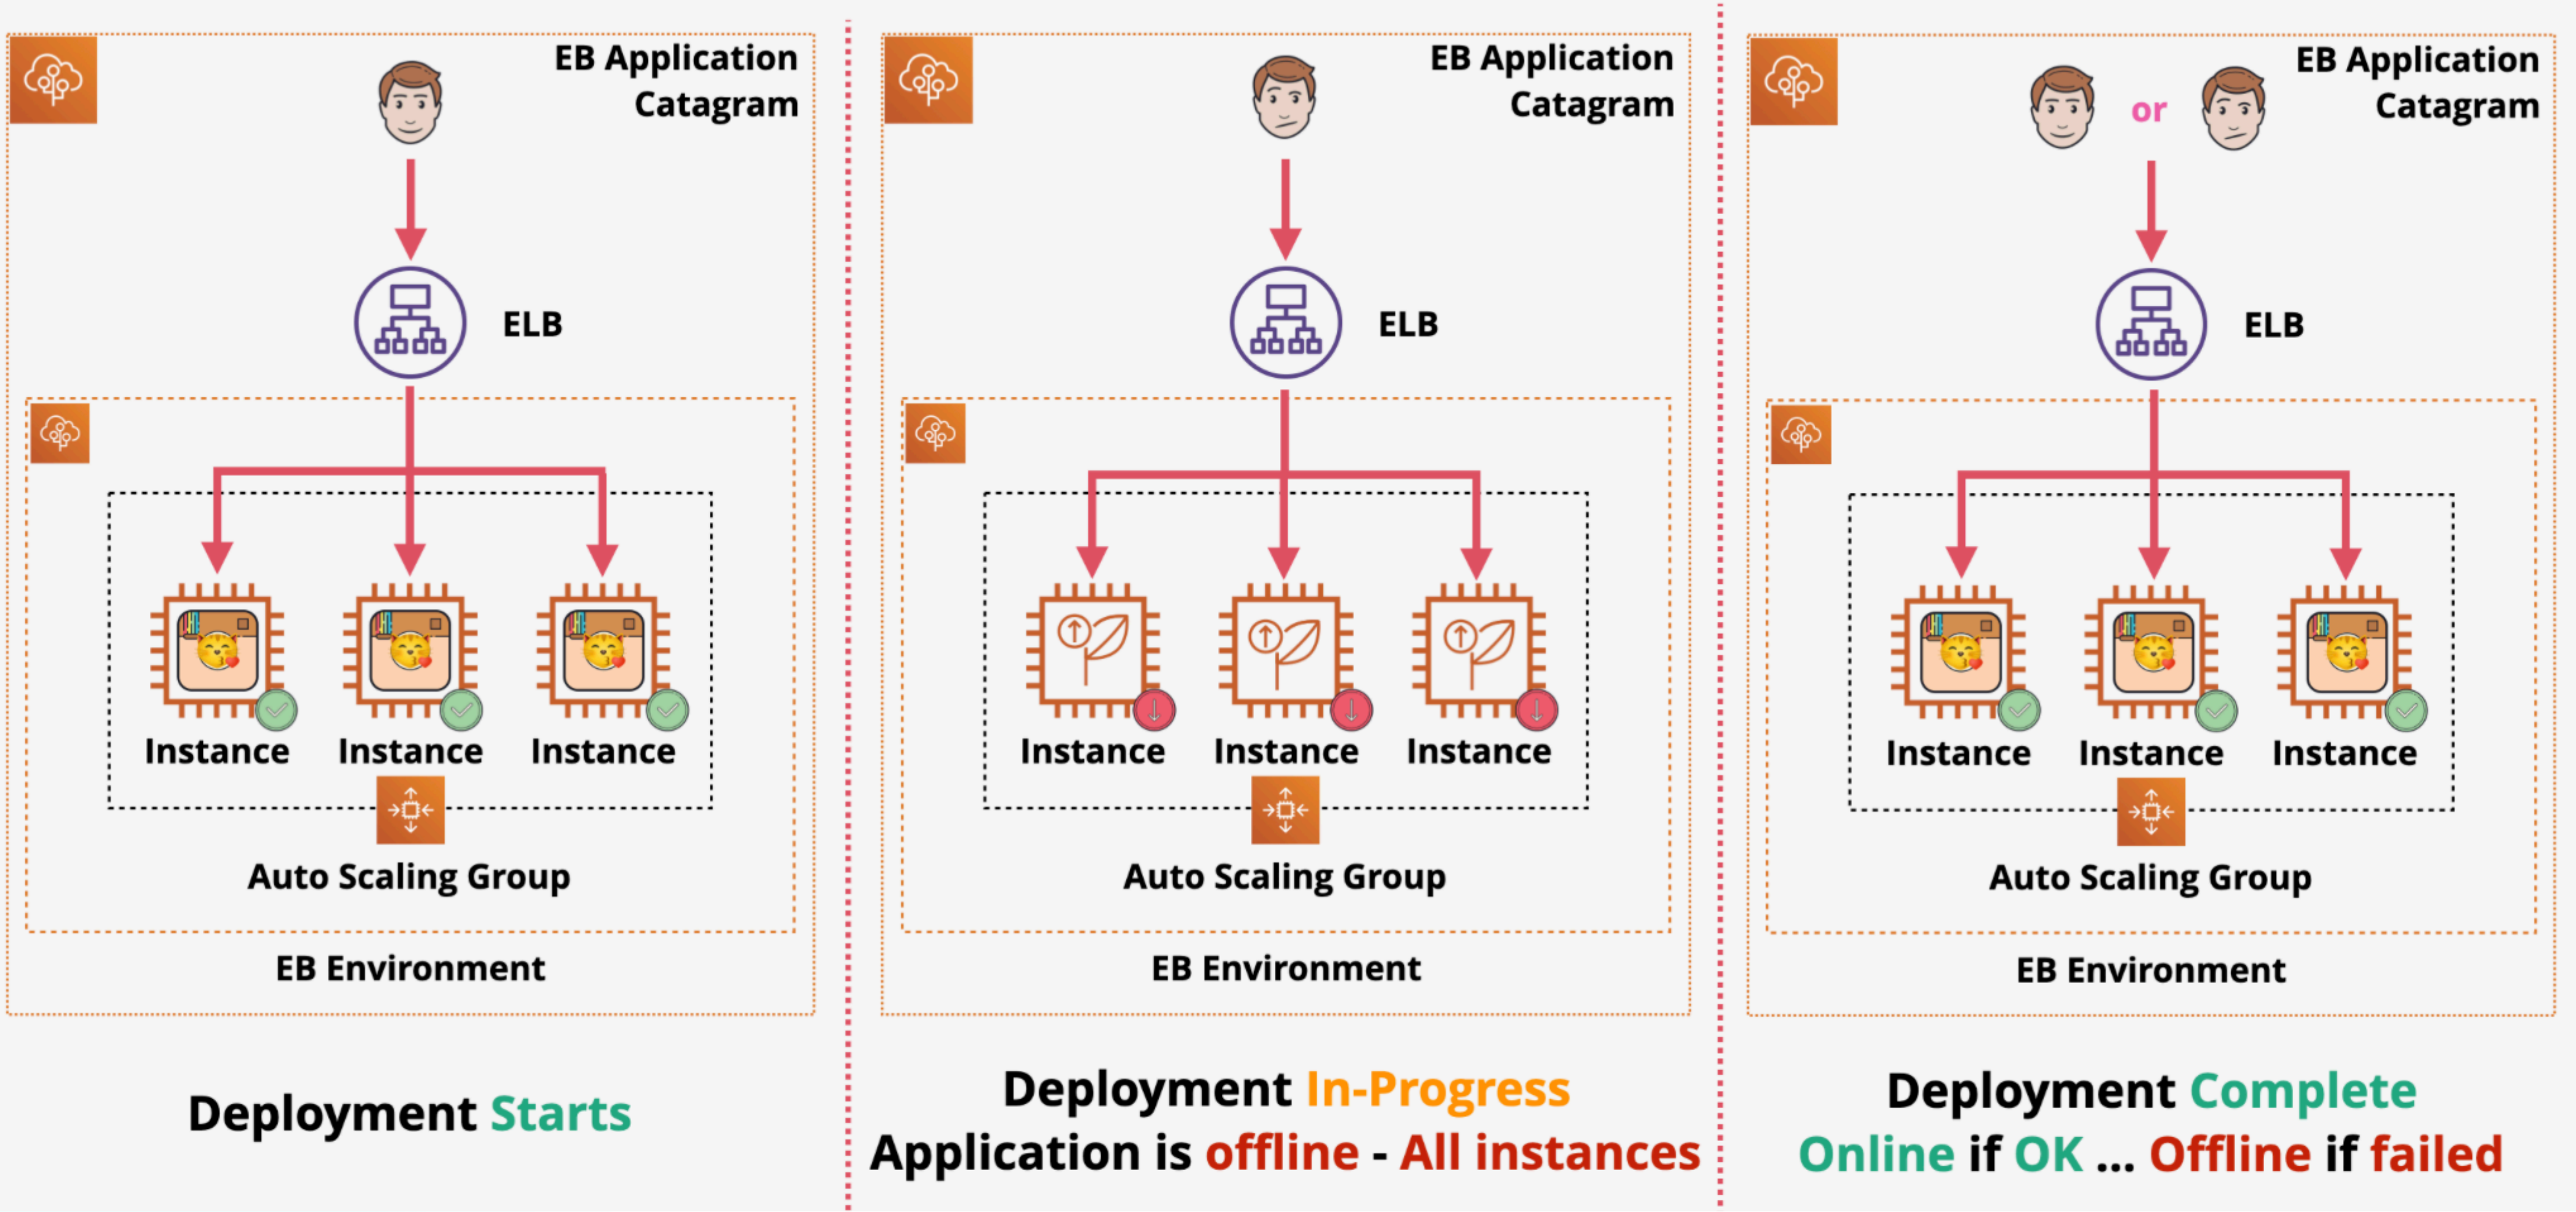 EB Application
Catagram
ELB
Instance
Instance
Instance
Auto Scaling Group
EB Environment
Deployment Starts
EB Application
Catagram
ELB
Instance
Instance
Instance
Auto Scaling Group
EB Environment
Deployment In-Progress
Application is offline - All instances
or
EB Application
Catagram
ELB
Instance
Instance
Instance
Auto Scaling Group
EB Environment
Deployment Complete
Online if OK ... Offline if failed